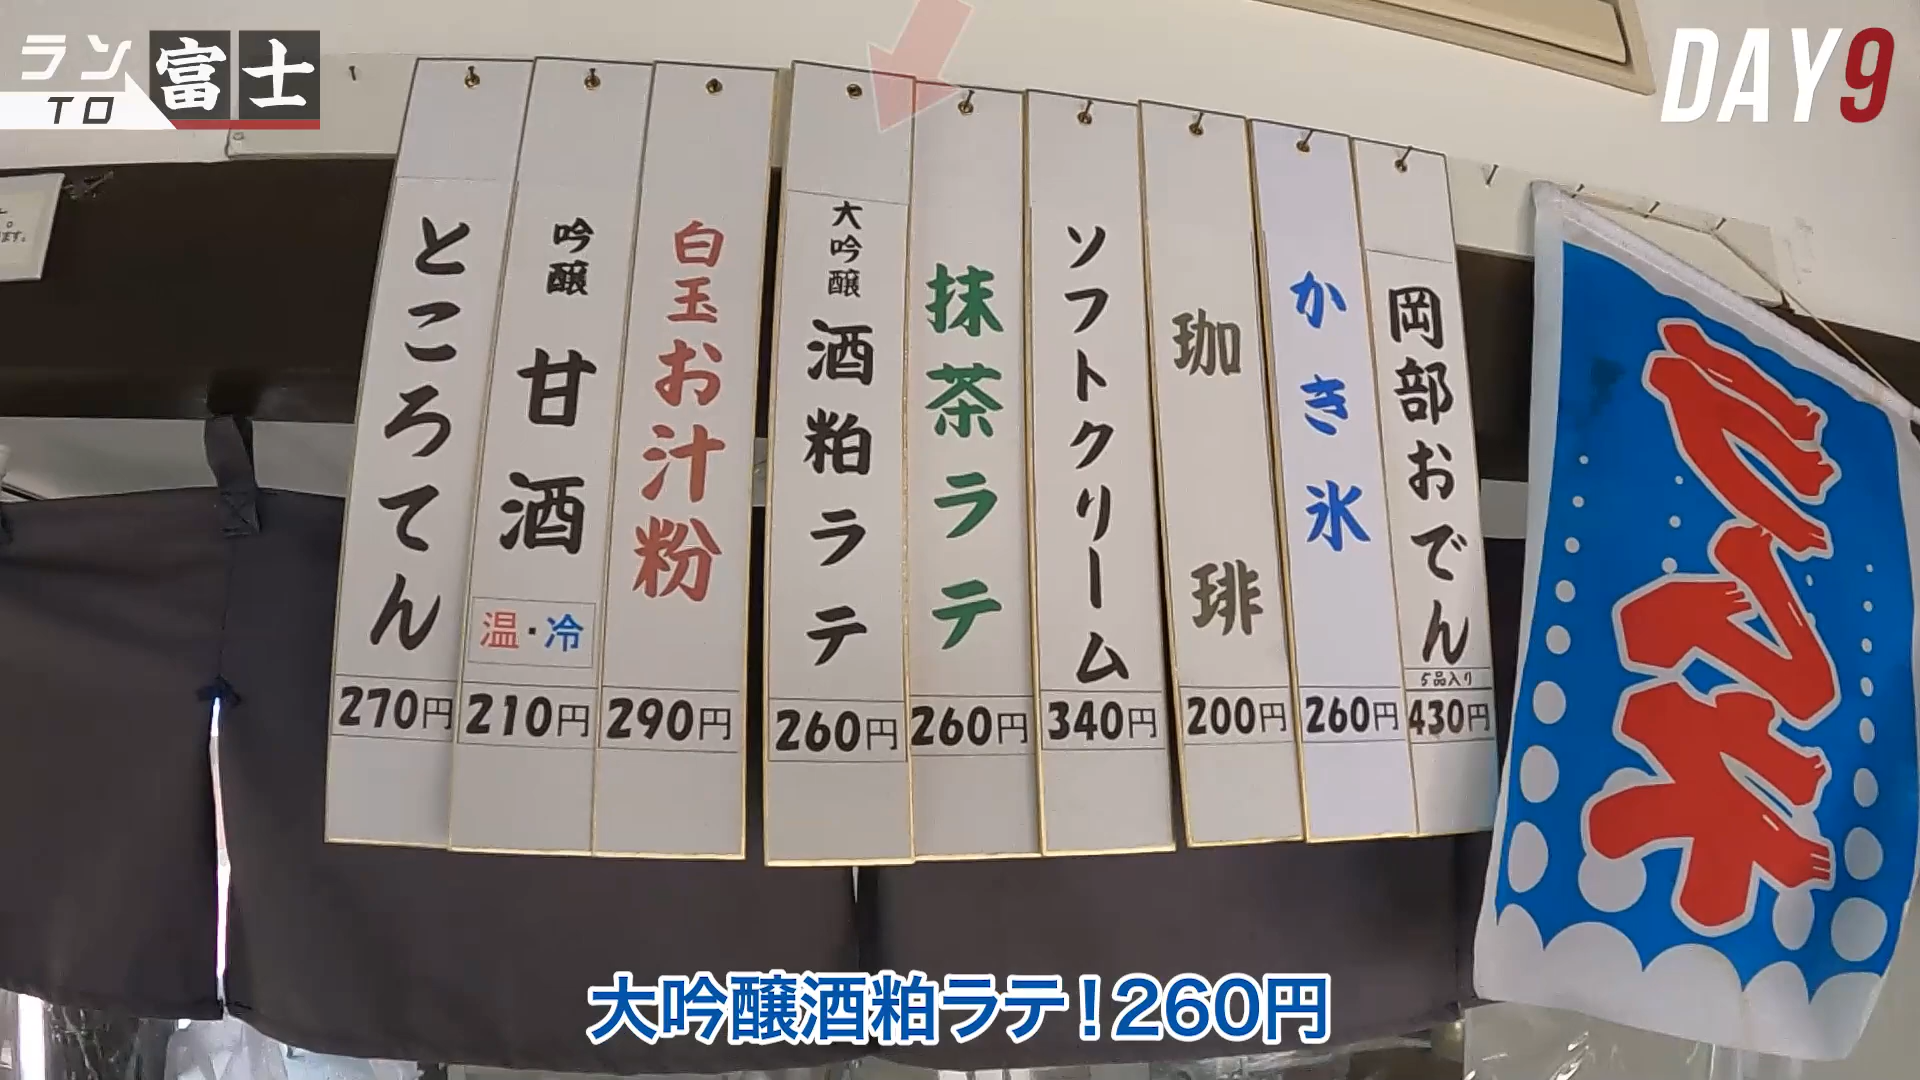 ラン
TO
富士
DAY9
ます。
ところてん
270円
吟醸
甘酒
温・冷
210円
白玉お汁粉
290円
大吟醸
酒粕ラテ
260円
抹茶ラテ
260円
ソフトクリーム
340円
珈琲
200円
かき氷
260円
岡部おでん
5品入り
430円
大吟醸酒粕ラテ！260円